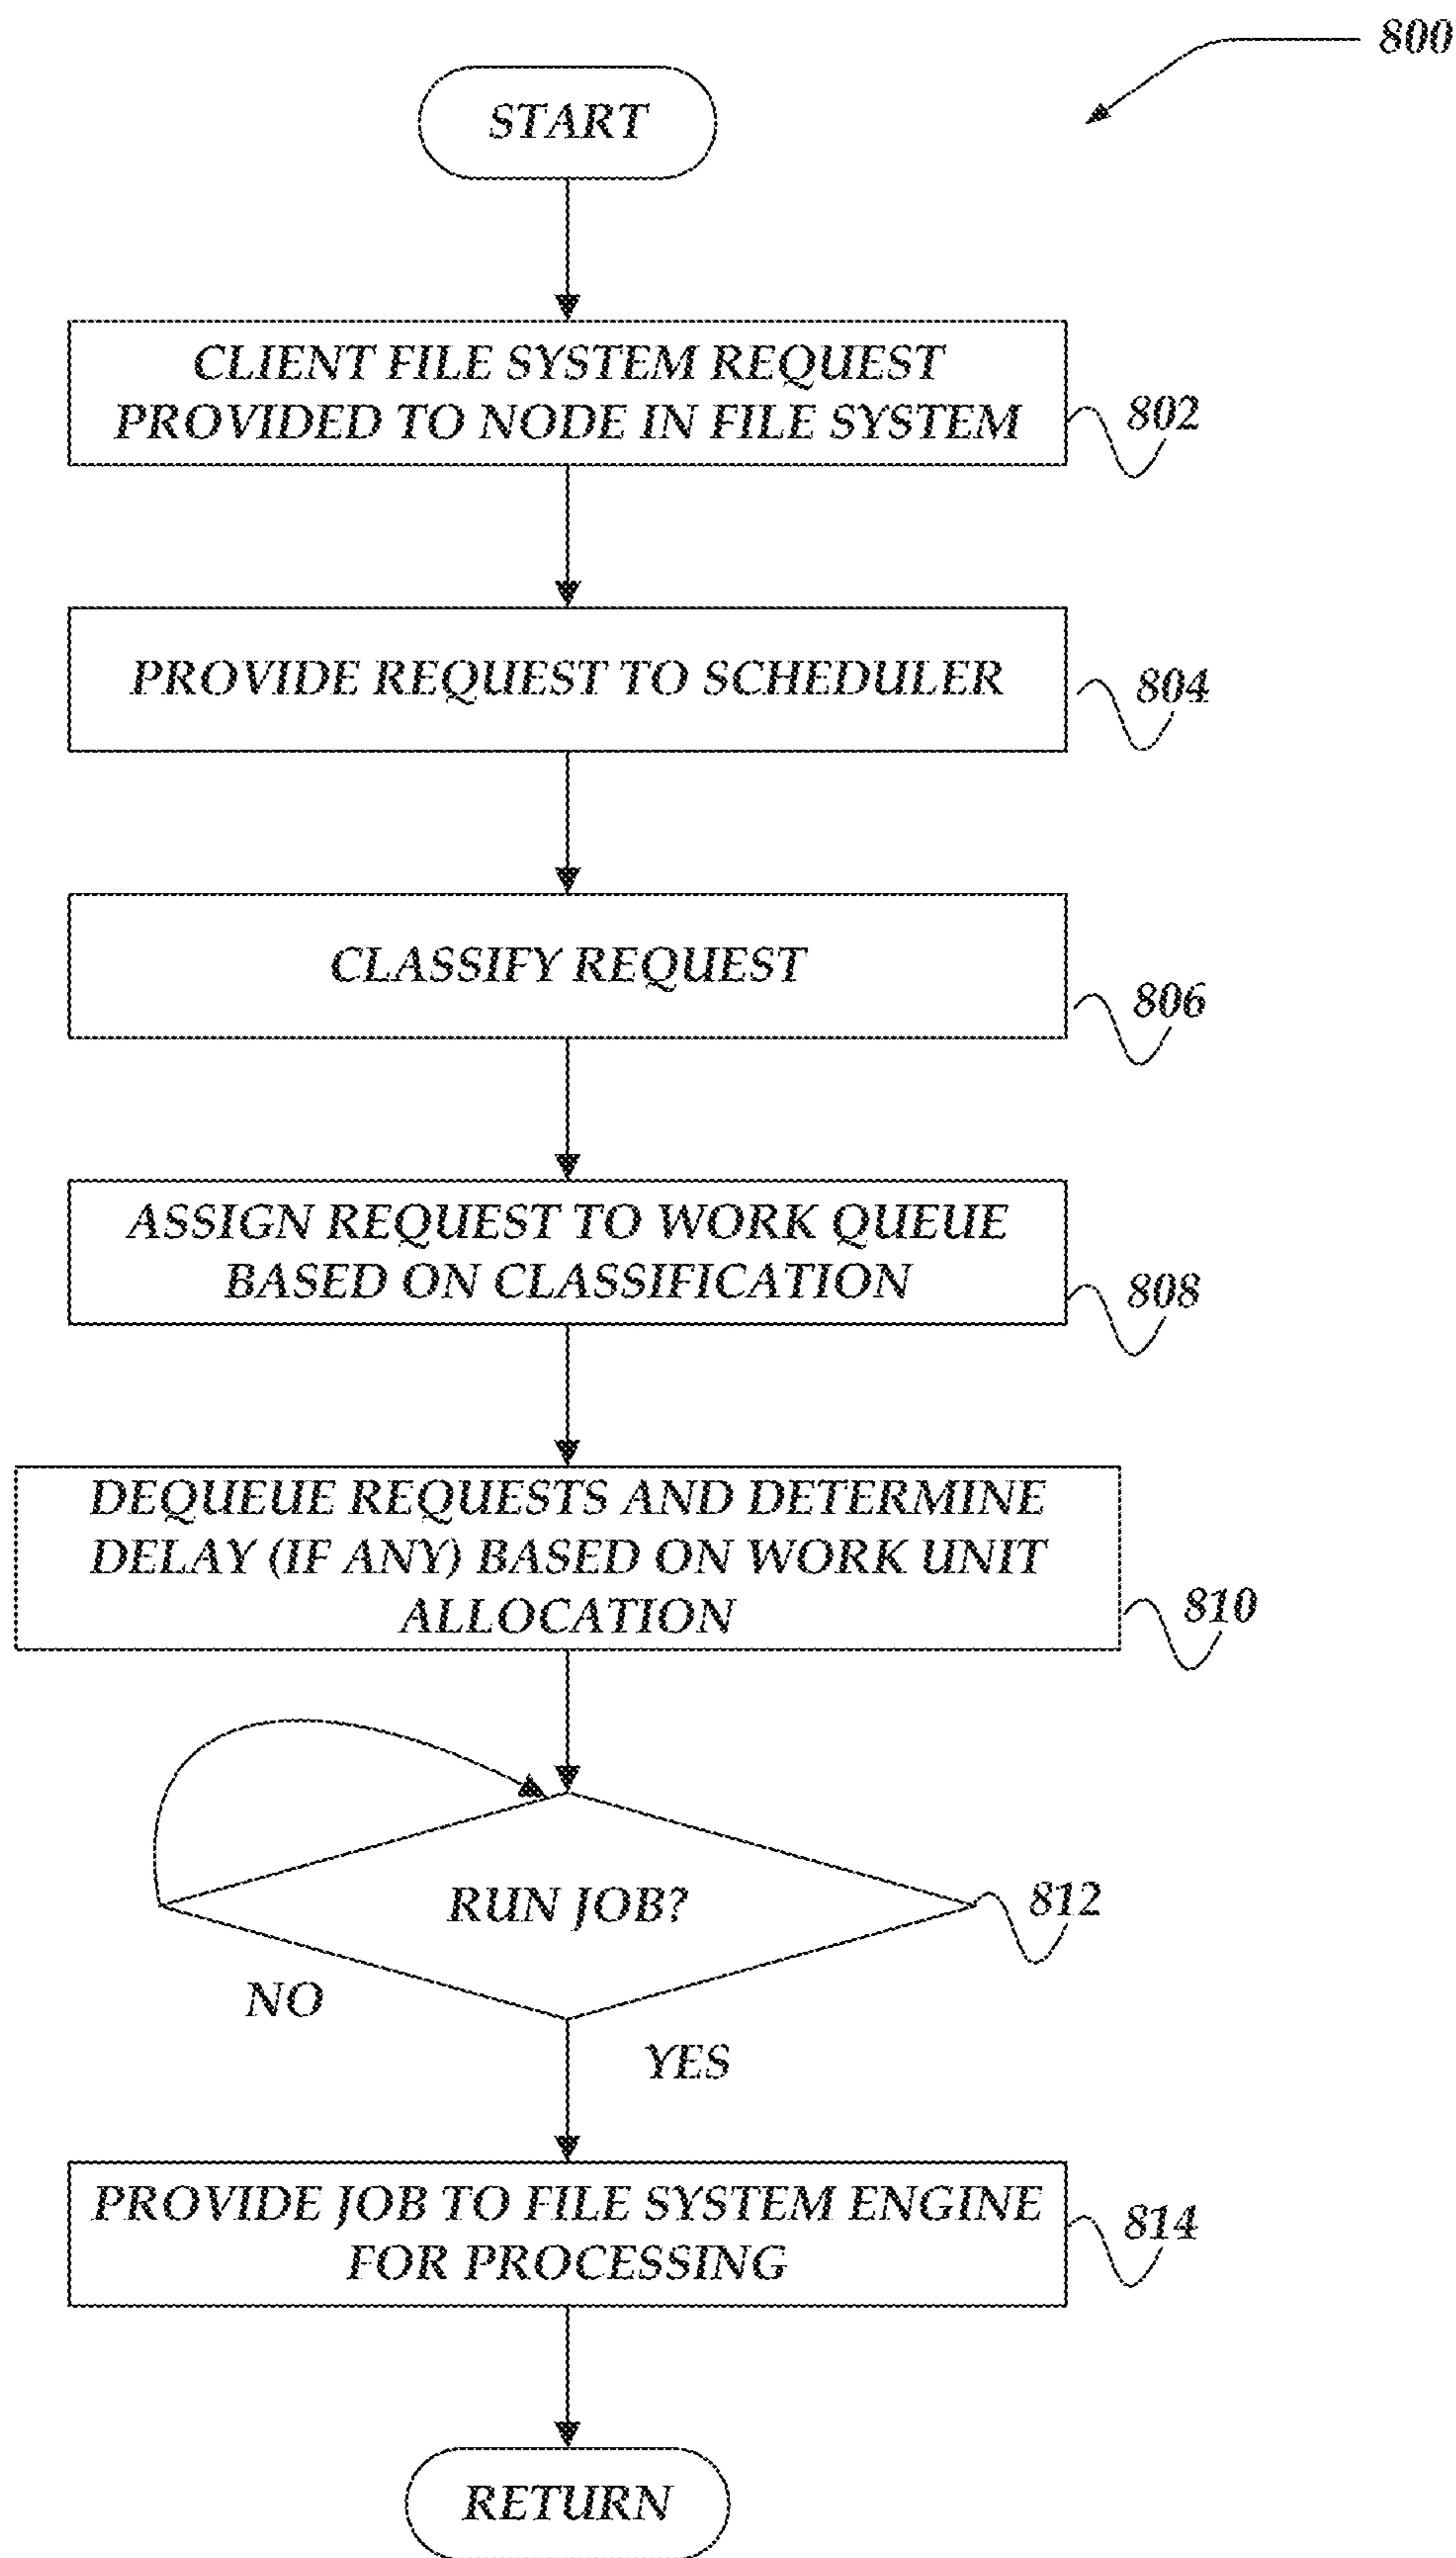 800
START
CLIENT FILE SYSTEM REQUEST
PROVIDED TO NODE IN FILE SYSTEM
802
PROVIDE REQUEST TO SCHEDULER
804
CLASSIFY REQUEST
806
ASSIGN REQUEST TO WORK QUEUE
BASED ON CLASSIFICATION
808
DEQUEUE REQUESTS AND DETERMINE
DELAY (IF ANY) BASED ON WORK UNIT
ALLOCATION
810
RUN JOB?
812
NO
YES
PROVIDE JOB TO FILE SYSTEM ENGINE
FOR PROCESSING
814
RETURN